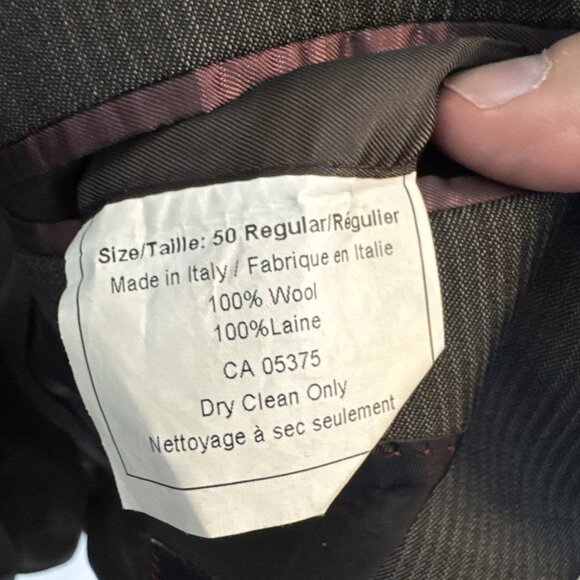 Size/Taille: 50 Regular/Régulier
Made in Italy / Fabrique en Italie
100% Wool
100%Laine
CA 05375
Dry Clean Only
Nettoyage à sec seulement